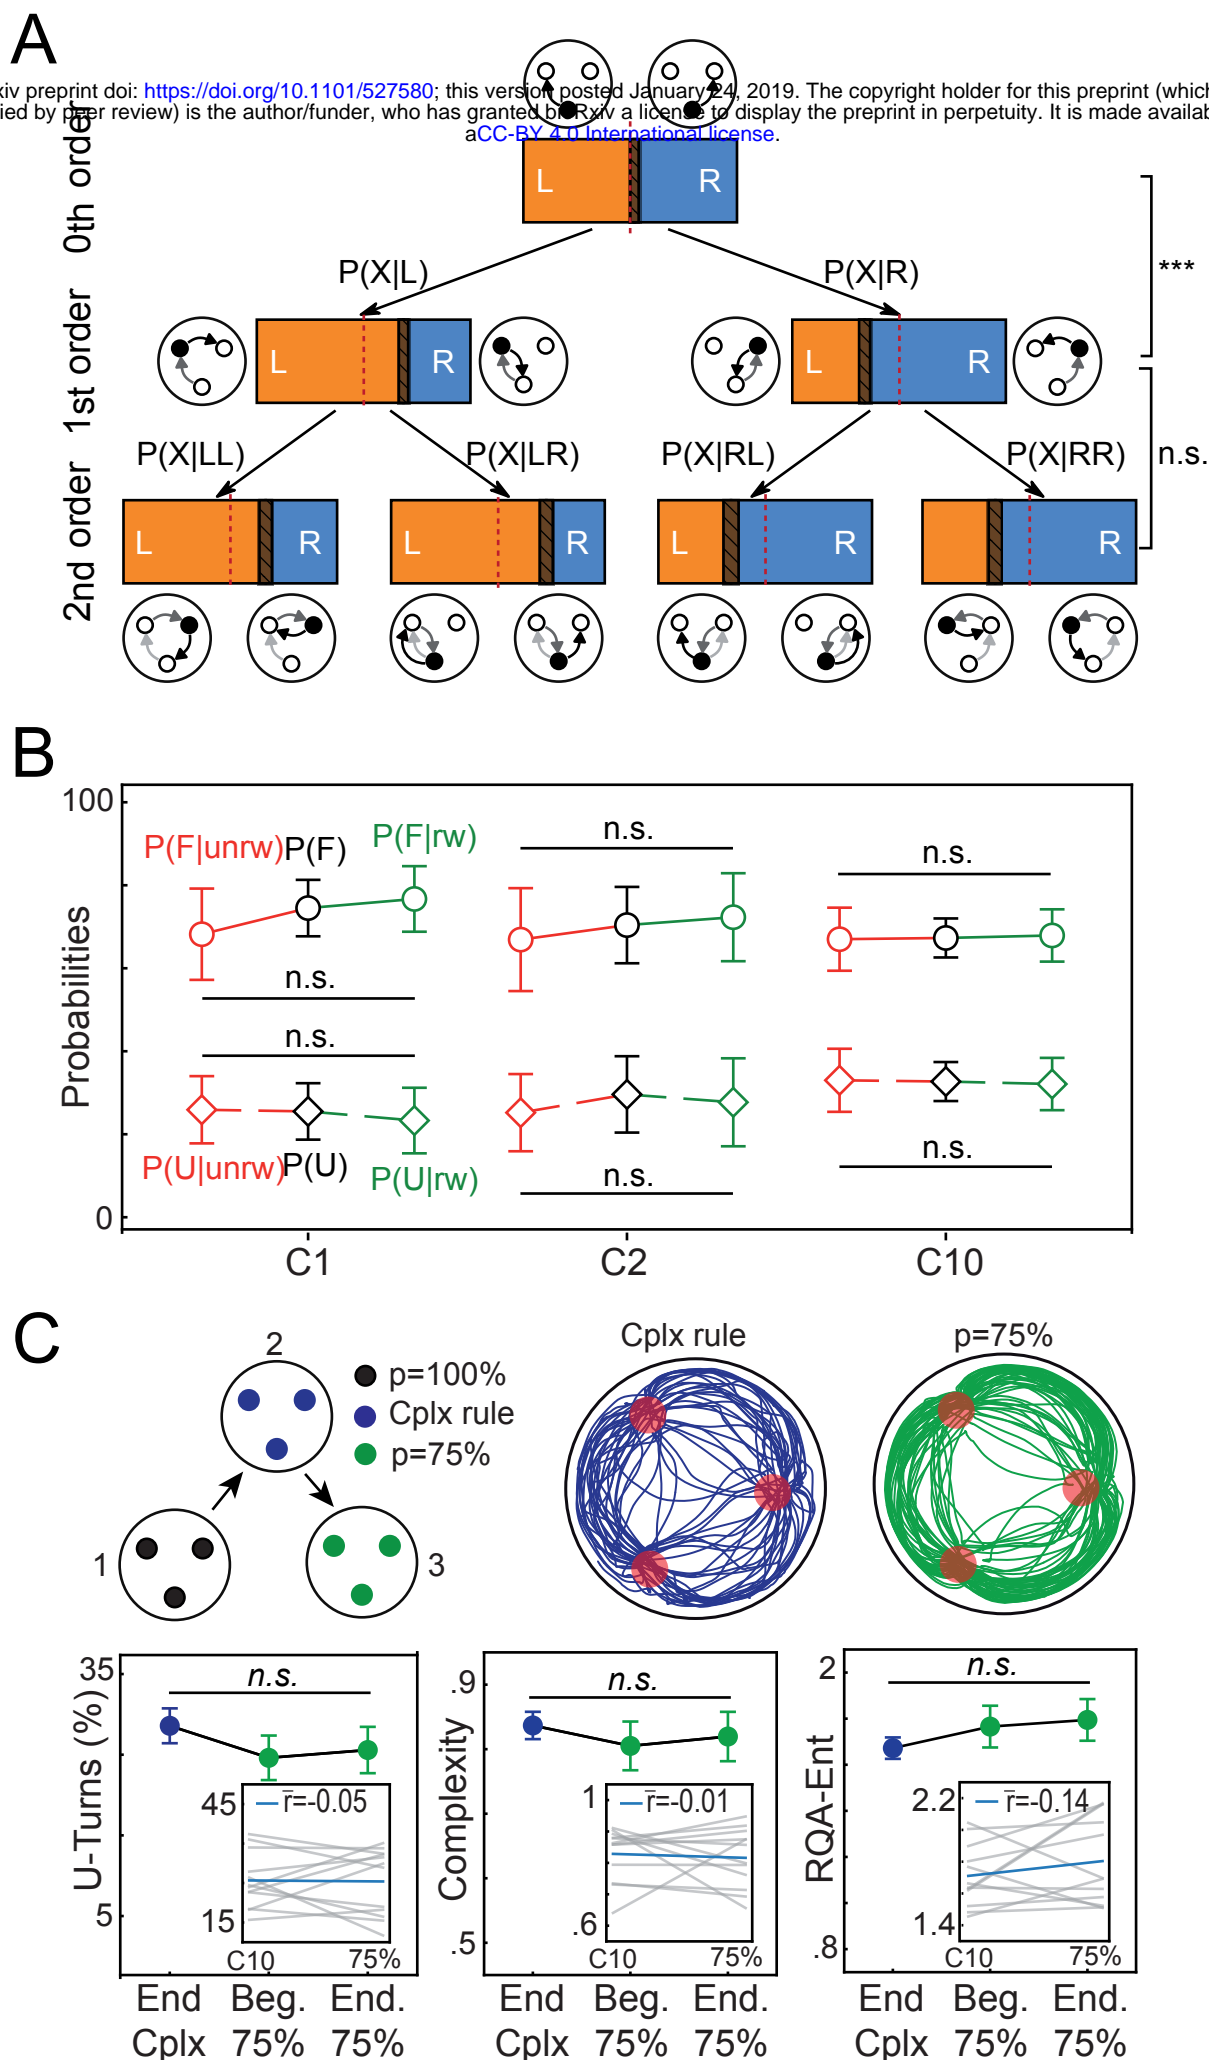 A
xiv preprint doi: https://doi.org/10.1101/527580; this version posted January 24, 2019. The copyright holder for this preprint (which
ied by peer review) is the author/funder, who has granted bioRxiv a license to display the preprint in perpetuity. It is made availab
aCC-BY 4.0 International license.
0th order
L R
***
P(X|L) P(X|R)
1st order
L R
L R
n.s.
P(X|LL) P(X|LR) P(X|RL) P(X|RR)
2nd order
L R
L R
L R
R
B
Probabilities
100
0
P(F|unrw) P(F) P(F|rw)
n.s.
n.s.
n.s.
n.s.
P(U|unrw) P(U) P(U|rw)
n.s.
n.s.
C1 C2 C10
C
2
1
3
p=100%
Cplx rule
p=75%
Cplx rule
p=75%
U-Turns (%)
35
5
n.s.
45
15
r̅=-0.05
C10 75%
End Beg. End.
Cplx 75% 75%
Complexity
.9
.5
n.s.
1
.6
r̅=-0.01
C10 75%
End Beg. End.
Cplx 75% 75%
RQA-Ent
2
.8
n.s.
2.2
1.4
r̅=-0.14
C10 75%
End Beg. End.
Cplx 75% 75%